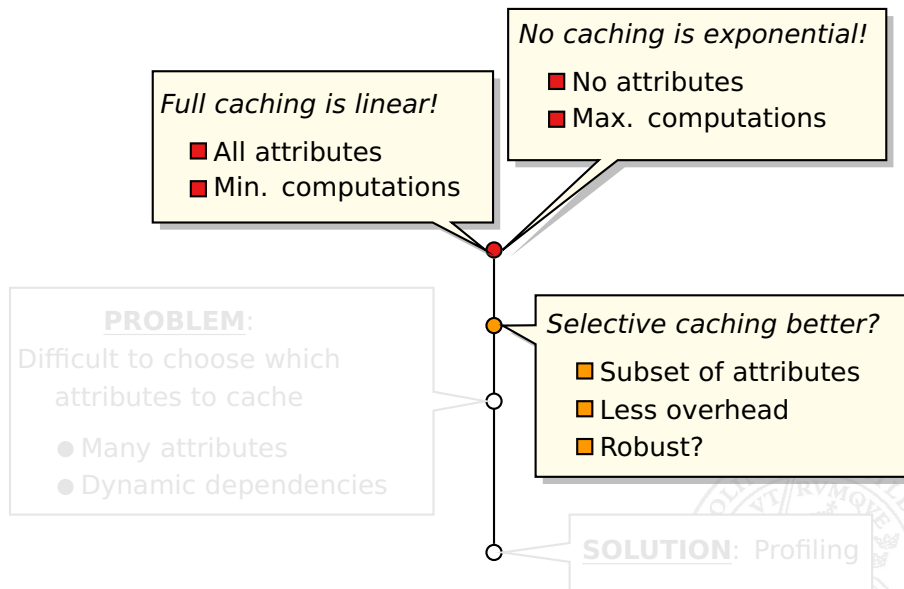 No caching is exponential!
No attributes
Max. computations
Full caching is linear!
All attributes
Min. computations
PROBLEM:
Difficult to choose which
attributes to cache
Many attributes
Dynamic dependencies
Selective caching better?
Subset of attributes
Less overhead
Robust?
VT RVMQVE
SOLUTION: Profiling